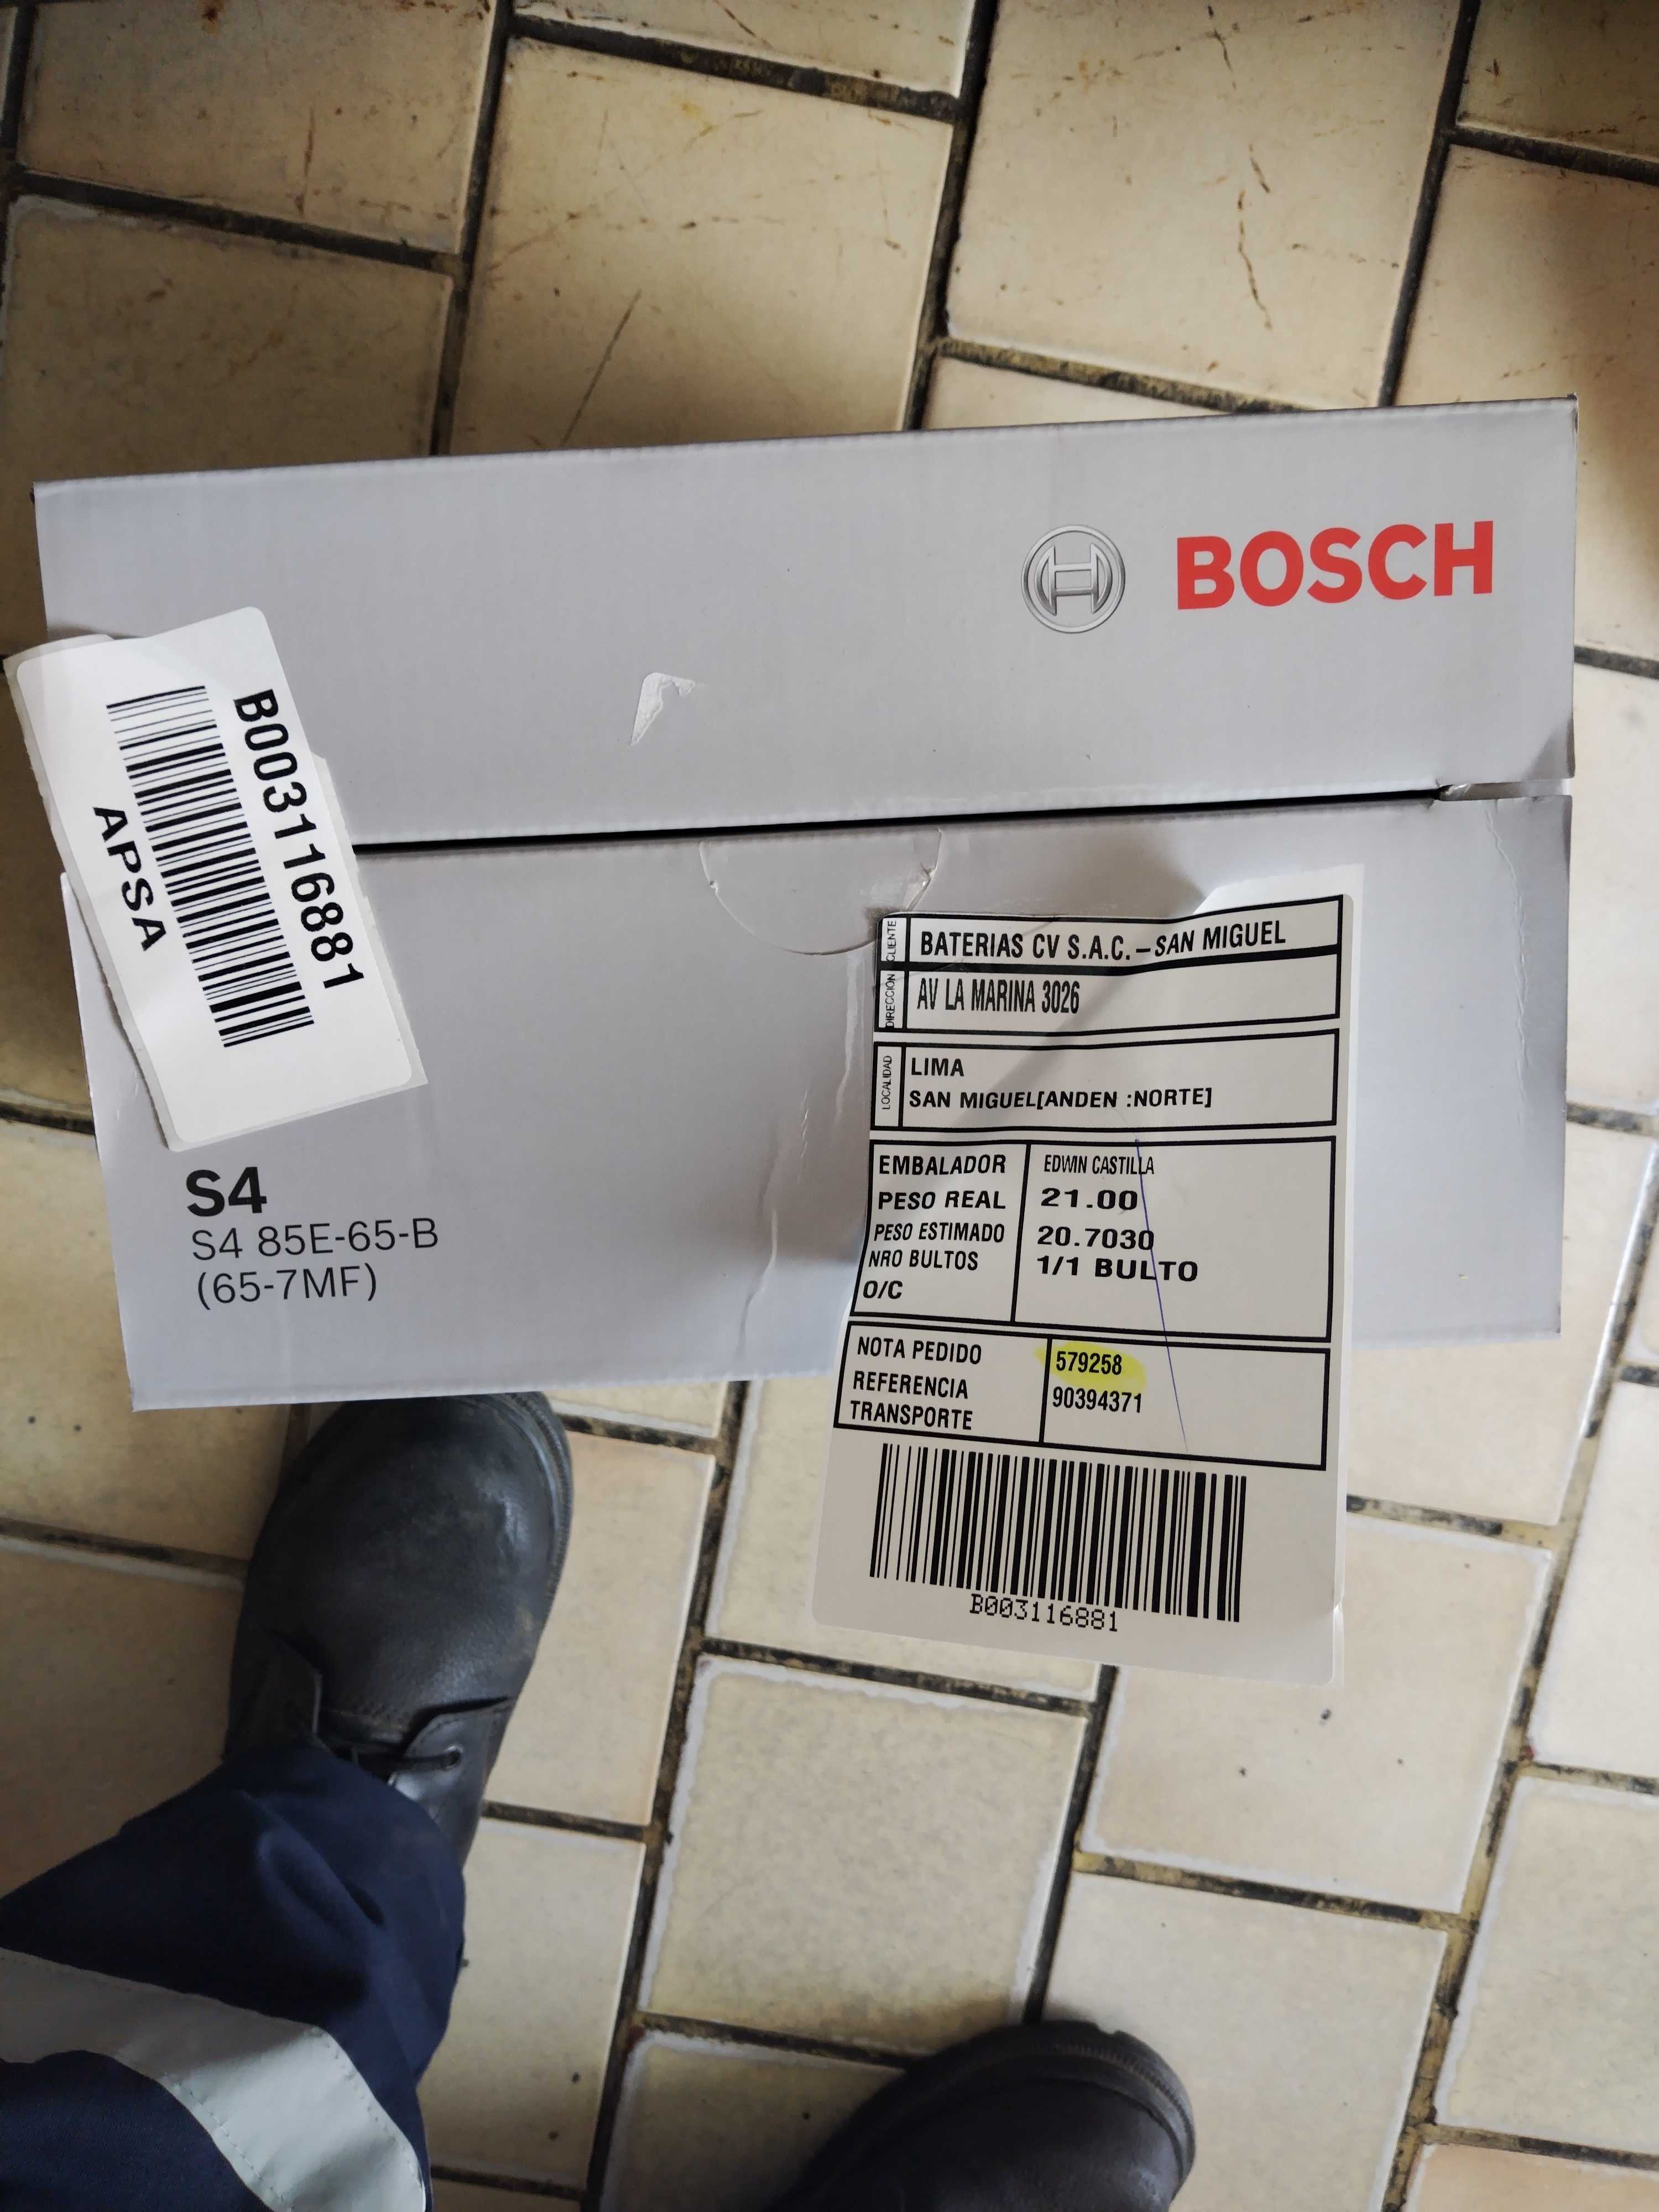 BOSCH
B003116881
APSA
S4
S4 85E-65-B
(65-7MF)
CLIENTE
BATERIAS CV S.A.C.-SAN MIGUEL
DIRECCIÓN
AV LA MARINA 3026
LOCALIDAD
LIMA
SAN MIGUEL[ANDEN :NORTE]
EMBALADOR EDWIN CASTILLA
PESO REAL 21.00
PESO ESTIMADO 20.7030
NRO BULTOS 1/1 BULTO
O/C
NOTA PEDIDO 579258
REFERENCIA 90394371
TRANSPORTE
B003116881